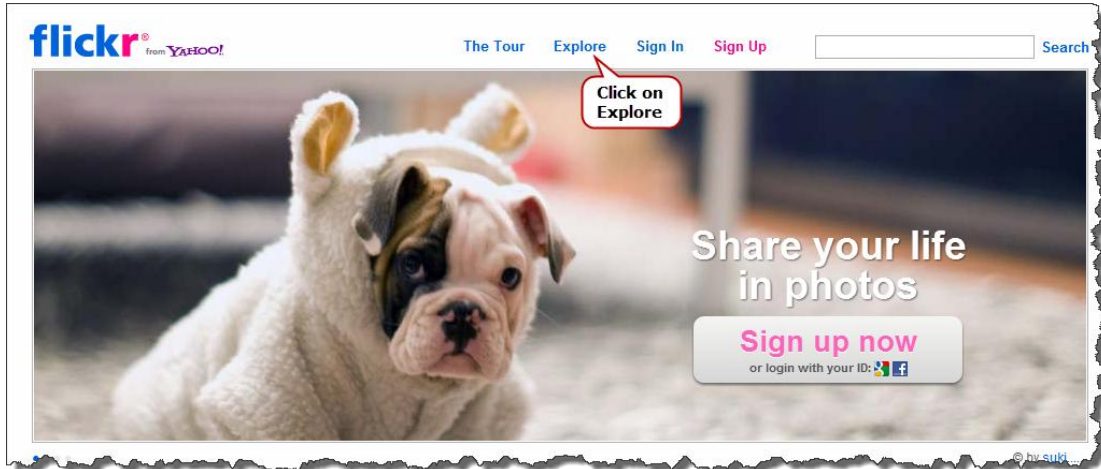 flickr® from YAHOO!
The Tour Explore Sign In Sign Up Search
Click on
Explore
Share your life
in photos
Sign up now
or login with your ID:
© by suki